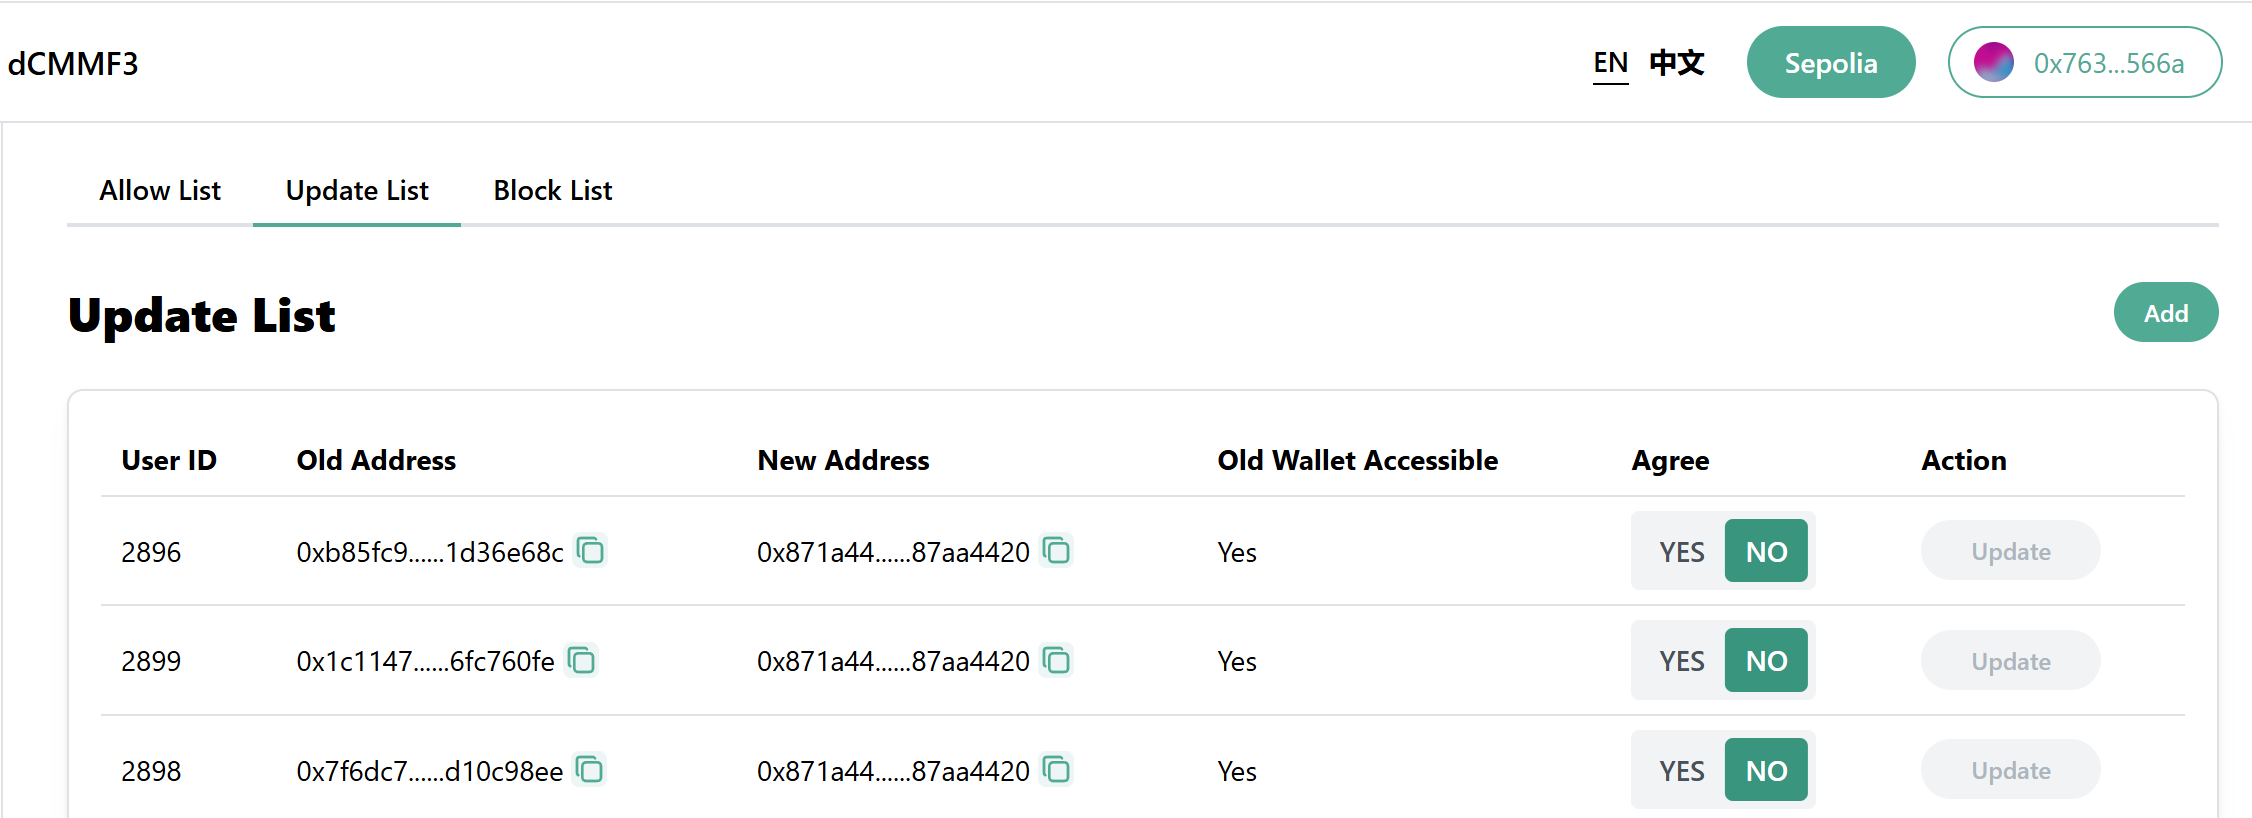 dCMMF3 EN 中文 Sepolia 0x763...566a
Allow List Update List Block List
Update List Add
User ID Old Address New Address Old Wallet Accessible Agree Action
2896 0xb85fc9......1d36e68c 0x871a44......87aa4420 Yes YES NO Update
2899 0x1c1147......6fc760fe 0x871a44......87aa4420 Yes YES NO Update
2898 0x7f6dc7......d10c98ee 0x871a44......87aa4420 Yes YES NO Update